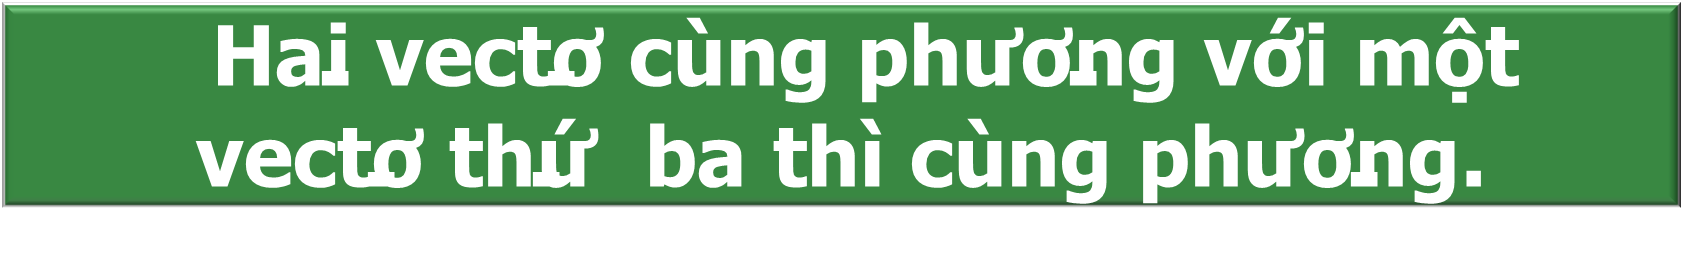 Hai vectơ cùng phương với một
vectơ thứ ba thì cùng phương.